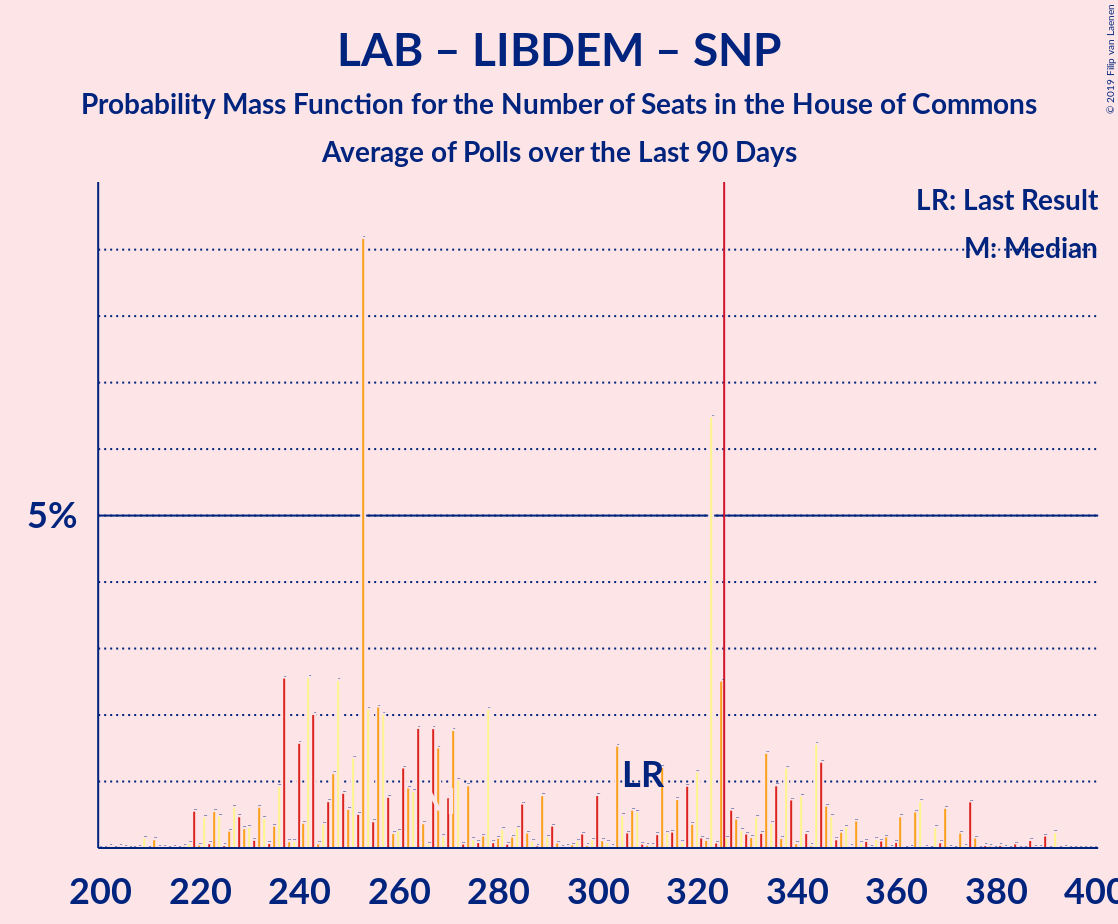 LAB – LIBDEM – SNP
Probability Mass Function for the Number of Seats in the House of Commons
Average of Polls over the Last 90 Days
© 2019 Filip van Laenen
LR: Last Result
M: Median
5%
LR
M
200 220 240 260 280 300 320 340 360 380 400